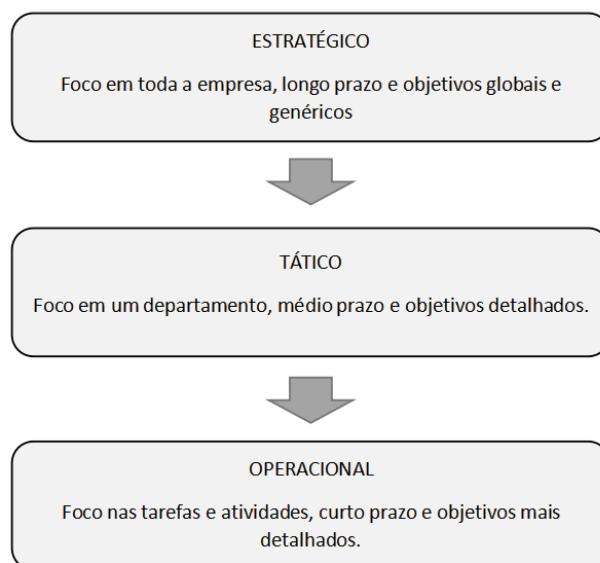 ESTRATÉGICO
Foco em toda a empresa, longo prazo e objetivos globais e
genéricos
TÁTICO
Foco em um departamento, médio prazo e objetivos detalhados.
OPERACIONAL
Foco nas tarefas e atividades, curto prazo e objetivos mais
detalhados.